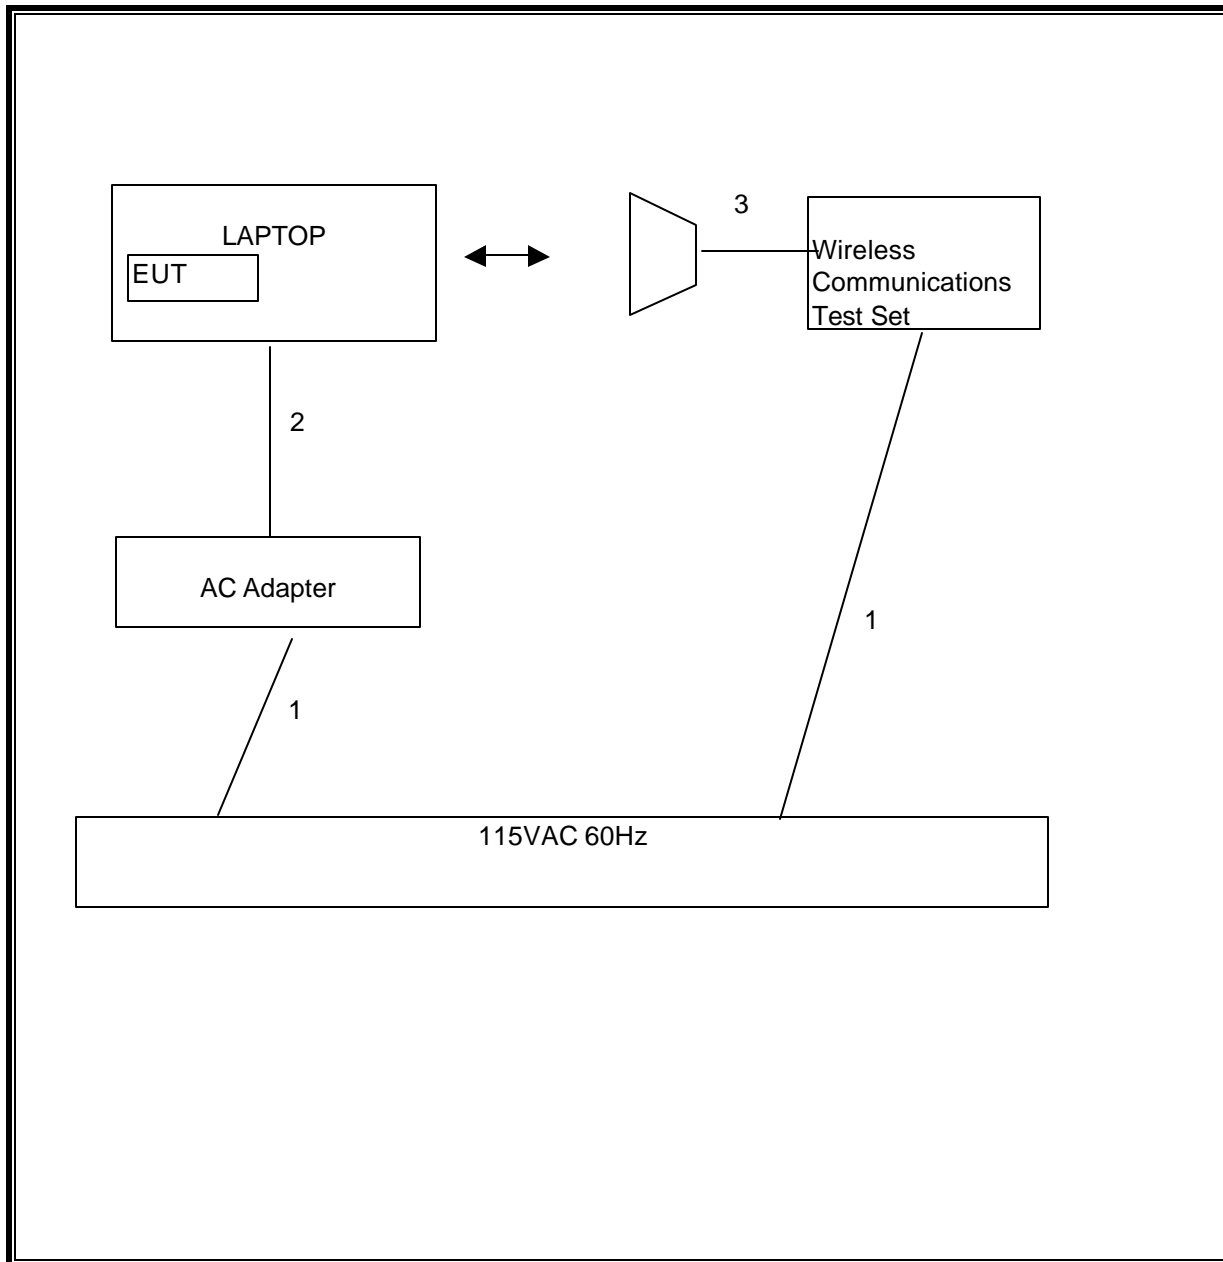 LAPTOP
EUT
3
Wireless
Communications
Test Set
2
AC Adapter
1
1
115VAC 60Hz